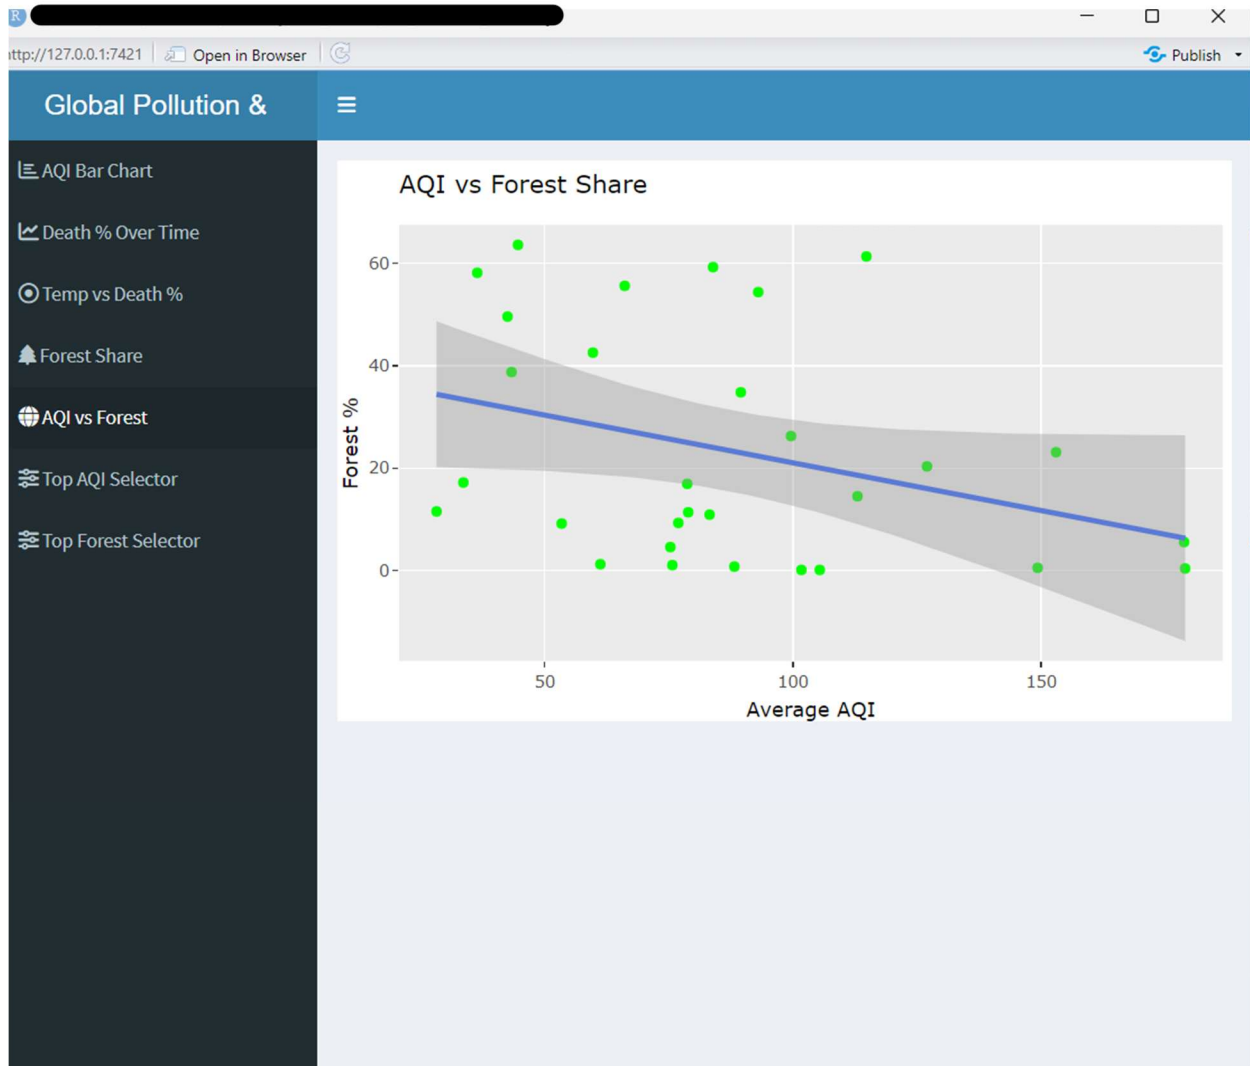 R
ttp://127.0.0.1:7421 Open in Browser Publish
Global Pollution &
AQI Bar Chart
Death % Over Time
Temp vs Death %
Forest Share
AQI vs Forest
Top AQI Selector
Top Forest Selector
AQI vs Forest Share
Forest %
60
40
20
0
50 100 150
Average AQI